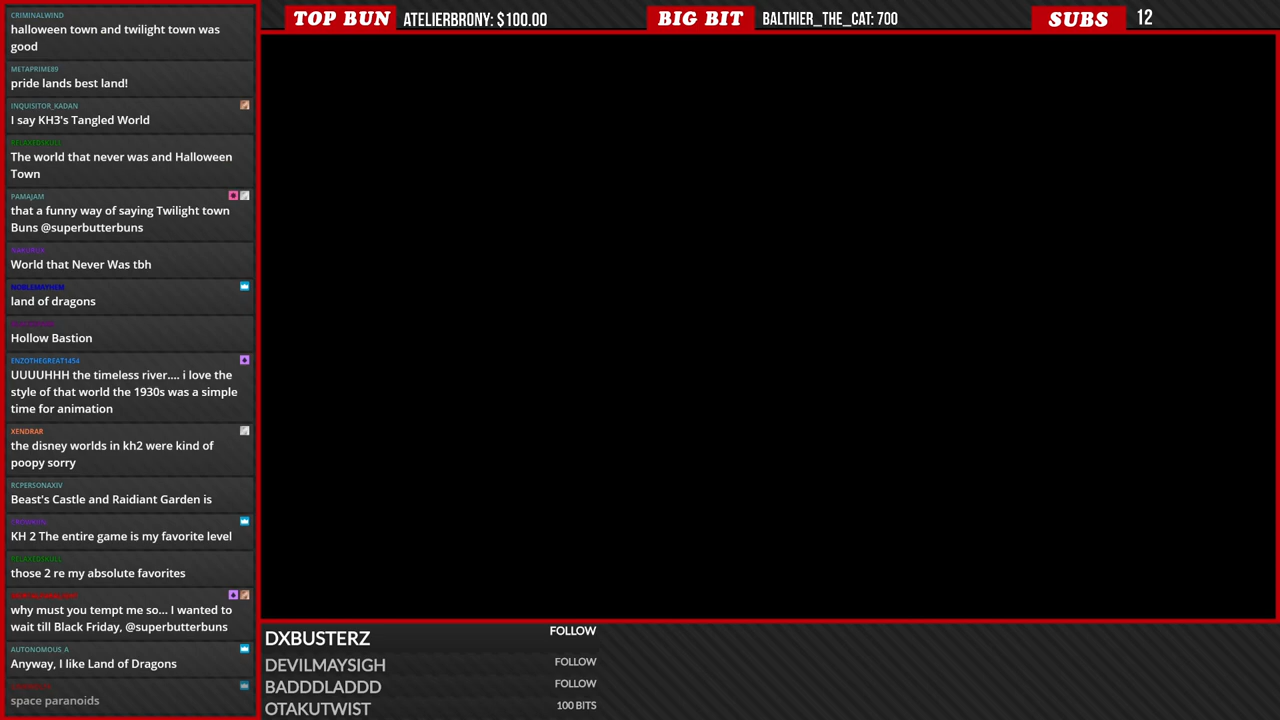 TOP BUN ATELIERBRONY: $100.00 BIG BIT BALTHIER_THE_CAT: 700 SUBS 12
CRIMINALWIND
halloween town and twilight town was
good
METAPRIME89
pride lands best land!
INQUISITOR_KADAN
I say KH3's Tangled World
RELAXEDSKULL
The world that never was and Halloween
Town
PAMAJAM
that a funny way of saying Twilight town
Buns @superbutterbuns
World that Never Was tbh
NOBLEMAYHEM
land of dragons
Hollow Bastion
ENZOTHEGREAT1454
UUUUHHH the timeless river.... i love the
style of that world the 1930s was a simple
time for animation
XENDRAR
the disney worlds in kh2 were kind of
poopy sorry
RCPERSONAXIV
Beast's Castle and Raidiant Garden is
KH 2 The entire game is my favorite level
RELAXEDSKULL
those 2 re my absolute favorites
why must you tempt me so... I wanted to
wait till Black Friday, @superbutterbuns
AUTONOMOUS_A
Anyway, I like Land of Dragons
space paranoids
DXBUSTERZ FOLLOW
DEVILMAYSIGH FOLLOW
BADDDLADDD FOLLOW
OTAKUTWIST 100 BITS